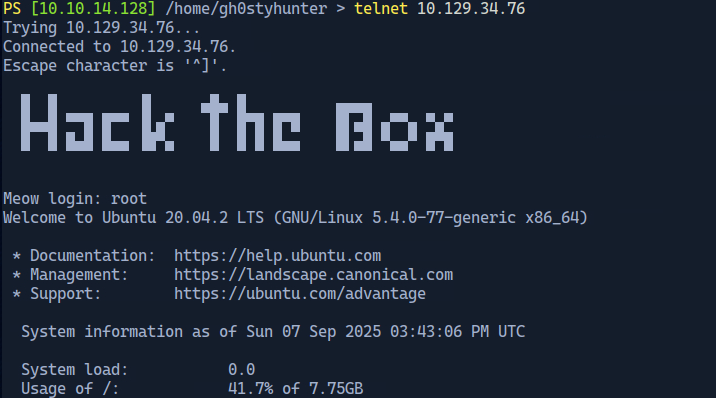 PS [10.10.14.128] /home/gh0styhunter > telnet 10.129.34.76
Trying 10.129.34.76...
Connected to 10.129.34.76.
Escape character is '^]'.
Hack the Box
Meow login: root
Welcome to Ubuntu 20.04.2 LTS (GNU/Linux 5.4.0-77-generic x86_64)
* Documentation:  https://help.ubuntu.com
* Management:     https://landscape.canonical.com
* Support:        https://ubuntu.com/advantage
System information as of Sun 07 Sep 2025 03:43:06 PM UTC
System load:           0.0
Usage of /:            41.7% of 7.75GB